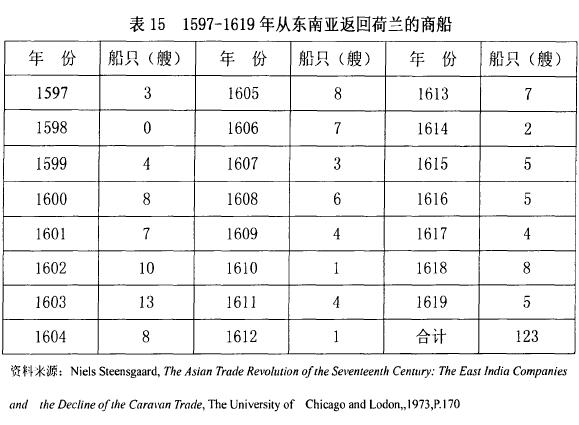 表 15 1597-1619 年从东南亚返回荷兰的商船
年 份 船只（艘） 年 份 船只（艘） 年 份 船只（艘）
1597 3 1605 8 1613 7
1598 0 1606 7 1614 2
1599 4 1607 3 1615 5
1600 8 1608 6 1616 5
1601 7 1609 4 1617 4
1602 10 1610 1 1618 8
1603 13 1611 4 1619 5
1604 8 1612 1 合计 123
资料来源：Niels Steensgaard, The Asian Trade Revolution of the Seventeenth Century: The East India Companies
and the Decline of the Caravan Trade, The University of Chicago and Lodon,,1973,P.170